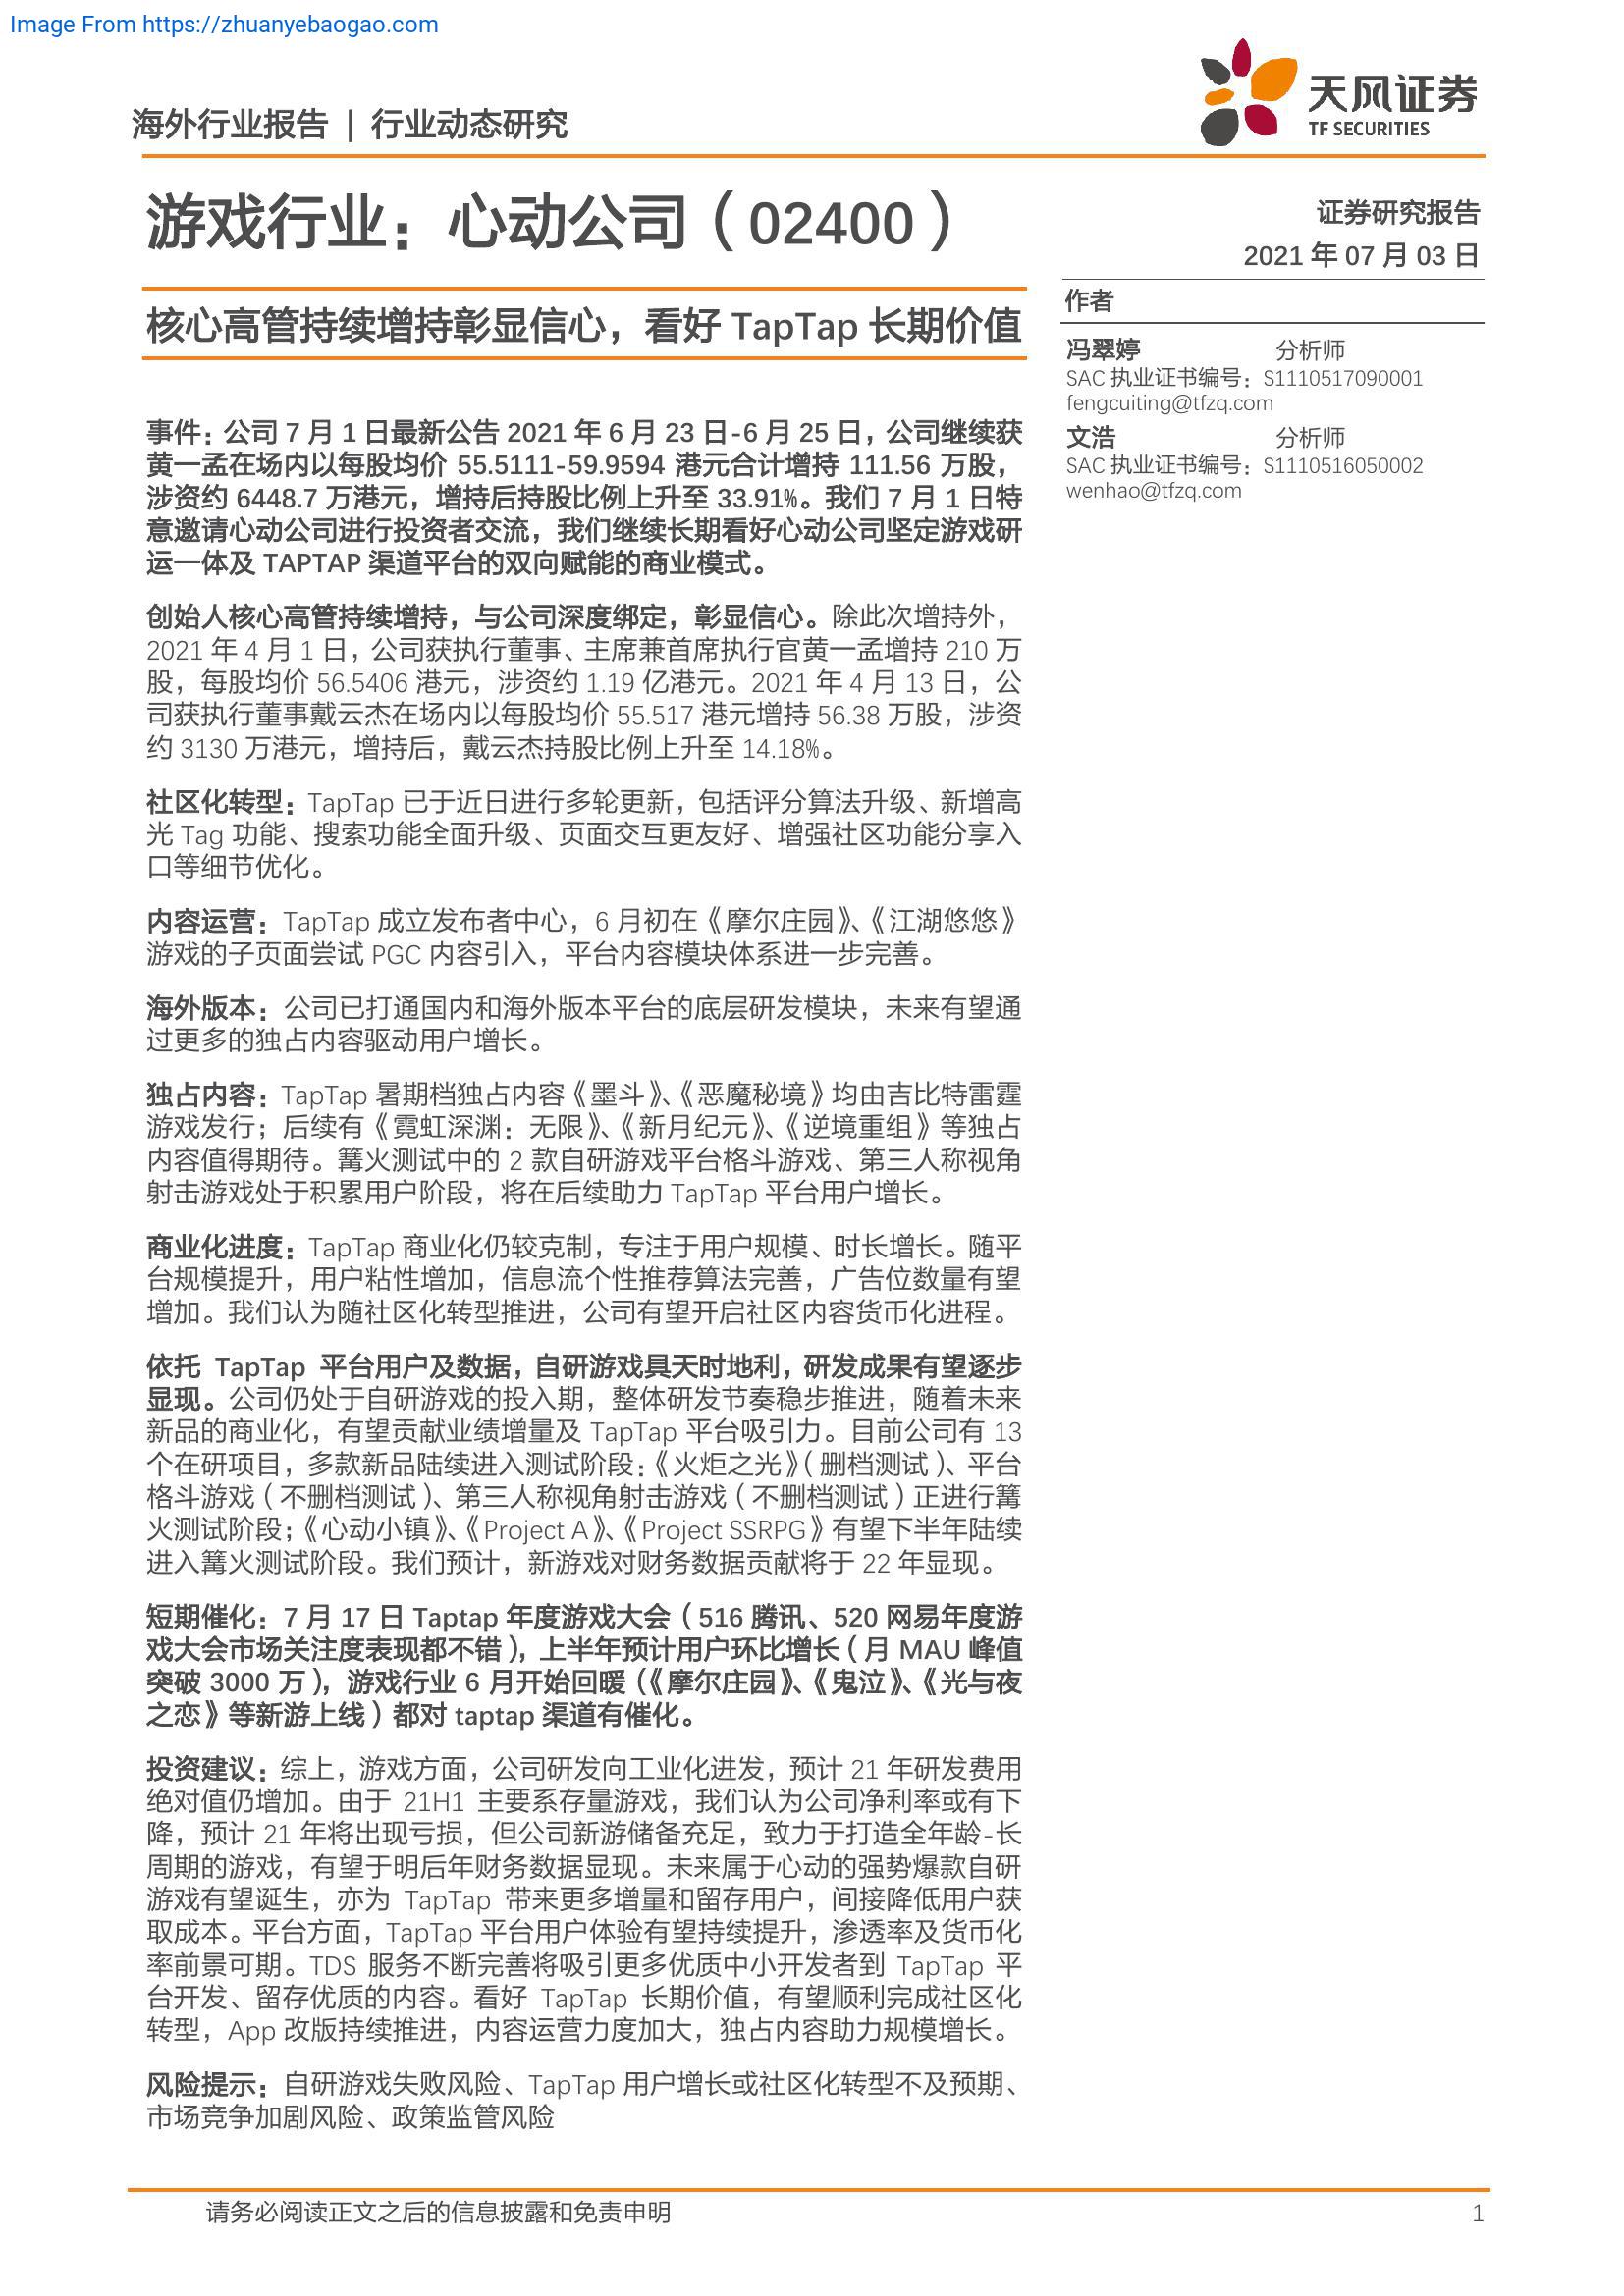 Image From https://zhuanyebaogao.com
海外行业报告 | 行业动态研究
天风证券
TF SECURITIES
游戏行业：心动公司（02400）
证券研究报告
2021 年 07 月 03 日
核心高管持续增持彰显信心，看好 TapTap 长期价值
作者
冯翠婷 分析师
SAC 执业证书编号：S1110517090001
fengcuiting@tfzq.com
文浩 分析师
SAC 执业证书编号：S1110516050002
wenhao@tfzq.com
事件：公司 7 月 1 日最新公告 2021 年 6 月 23 日-6 月 25 日，公司继续获
黄一孟在场内以每股均价 55.5111-59.9594 港元合计增持 111.56 万股，
涉资约 6448.7 万港元，增持后持股比例上升至 33.91%。我们 7 月 1 日特
意邀请心动公司进行投资者交流，我们继续长期看好心动公司坚定游戏研
运一体及 TAPTAP 渠道平台的双向赋能的商业模式。
创始人核心高管持续增持，与公司深度绑定，彰显信心。除此次增持外，
2021 年 4 月 1 日，公司获执行董事、主席兼首席执行官黄一孟增持 210 万
股，每股均价 56.5406 港元，涉资约 1.19 亿港元。2021 年 4 月 13 日，公
司获执行董事戴云杰在场内以每股均价 55.517 港元增持 56.38 万股，涉资
约 3130 万港元，增持后，戴云杰持股比例上升至 14.18%。
社区化转型：TapTap 已于近日进行多轮更新，包括评分算法升级、新增高
光 Tag 功能、搜索功能全面升级、页面交互更友好、增强社区功能分享入
口等细节优化。
内容运营：TapTap 成立发布者中心，6 月初在《摩尔庄园》、《江湖悠悠》
游戏的子页面尝试 PGC 内容引入，平台内容模块体系进一步完善。
海外版本：公司已打通国内和海外版本平台的底层研发模块，未来有望通
过更多的独占内容驱动用户增长。
独占内容：TapTap 暑期档独占内容《墨斗》、《恶魔秘境》均由吉比特雷霆
游戏发行；后续有《霓虹深渊：无限》、《新月纪元》、《逆境重组》等独占
内容值得期待。篝火测试中的 2 款自研游戏平台格斗游戏、第三人称视角
射击游戏处于积累用户阶段，将在后续助力 TapTap 平台用户增长。
商业化进度：TapTap 商业化仍较克制，专注于用户规模、时长增长。随平
台规模提升，用户粘性增加，信息流个性推荐算法完善，广告位数量有望
增加。我们认为随社区化转型推进，公司有望开启社区内容货币化进程。
依托 TapTap 平台用户及数据，自研游戏具天时地利，研发成果有望逐步
显现。公司仍处于自研游戏的投入期，整体研发节奏稳步推进，随着未来
新品的商业化，有望贡献业绩增量及 TapTap 平台吸引力。目前公司有 13
个在研项目，多款新品陆续进入测试阶段：《火炬之光》（删档测试）、平台
格斗游戏（不删档测试）、第三人称视角射击游戏（不删档测试）正进行篝
火测试阶段；《心动小镇》、《Project A》、《Project SSRPG》有望下半年陆续
进入篝火测试阶段。我们预计，新游戏对财务数据贡献将于 22 年显现。
短期催化：7 月 17 日 Taptap 年度游戏大会（516 腾讯、520 网易年度游
戏大会市场关注度表现都不错），上半年预计用户环比增长（月 MAU 峰值
突破 3000 万），游戏行业 6 月开始回暖（《摩尔庄园》、《鬼泣》、《光与夜
之恋》等新游上线）都对 taptap 渠道有催化。
投资建议：综上，游戏方面，公司研发向工业化进发，预计 21 年研发费用
绝对值仍增加。由于 21H1 主要系存量游戏，我们认为公司净利率或有下
降，预计 21 年将出现亏损，但公司新游储备充足，致力于打造全年龄-长
周期的游戏，有望于明后年财务数据显现。未来属于心动的强势爆款自研
游戏有望诞生，亦为 TapTap 带来更多增量和留存用户，间接降低用户获
取成本。平台方面，TapTap 平台用户体验有望持续提升，渗透率及货币化
率前景可期。TDS 服务不断完善将吸引更多优质中小开发者到 TapTap 平
台开发、留存优质的内容。看好 TapTap 长期价值，有望顺利完成社区化
转型，App 改版持续推进，内容运营力度加大，独占内容助力规模增长。
风险提示：自研游戏失败风险、TapTap 用户增长或社区化转型不及预期、
市场竞争加剧风险、政策监管风险
请务必阅读正文之后的信息披露和免责申明 1